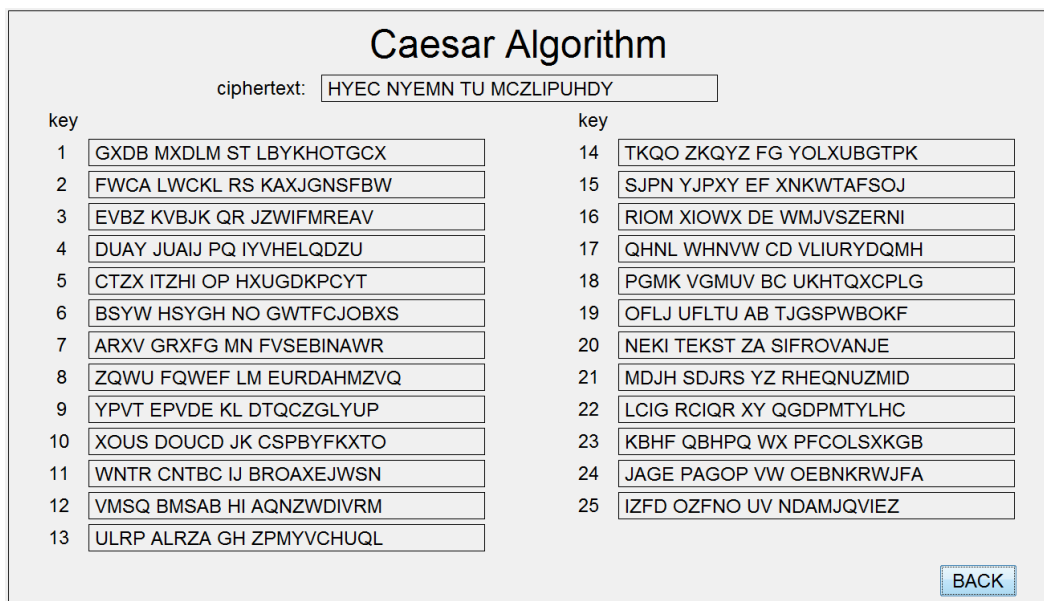 Caesar Algorithm
ciphertext: HYEC NYEMN TU MCZLIPUHDY
key
1 GXDB MXDLM ST LBYKHOTGCX
2 FWCA LWCKL RS KAXJGNSFBW
3 EVBZ KVBJK QR JZWIFMREAV
4 DUAY JUAIJ PQ IYVHELQDZU
5 CTZX ITZHI OP HXUGDKPCYT
6 BSYW HSYGH NO GWTFCJOBXS
7 ARXV GRXFG MN FVSEBINAWR
8 ZQWU FQWEF LM EURDAHMZVQ
9 YPVT EPVDE KL DTQCZGLYUP
10 XOUS DOUCD JK CSPBYFKXTO
11 WNTR CNTBC IJ BROAXEJWSN
12 VMSQ BMSAB HI AQNZWDIVRM
13 ULRP ALRZA GH ZPMYVCHUQL
key
14 TKQO ZKQYZ FG YOLXUBGTPK
15 SJPN YJPXY EF XNKWTAFSOJ
16 RIOM XIOWX DE WMJVSZERNI
17 QHNL WHNVW CD VLIURYDQMH
18 PGMK VGMUV BC UKHTQXCPLG
19 OFLJ UFLTU AB TJGSPWBOKF
20 NEKI TEKST ZA SIFROVANJE
21 MDJH SDJRS YZ RHEQNUZMID
22 LCIG RCIQR XY QGDPMTYLHC
23 KBHF QBHPQ WX PFCOLSXKGB
24 JAGE PAGOP VW OEBNKRWJFA
25 IZFD OZFNO UV NDAMJQVIEZ
BACK